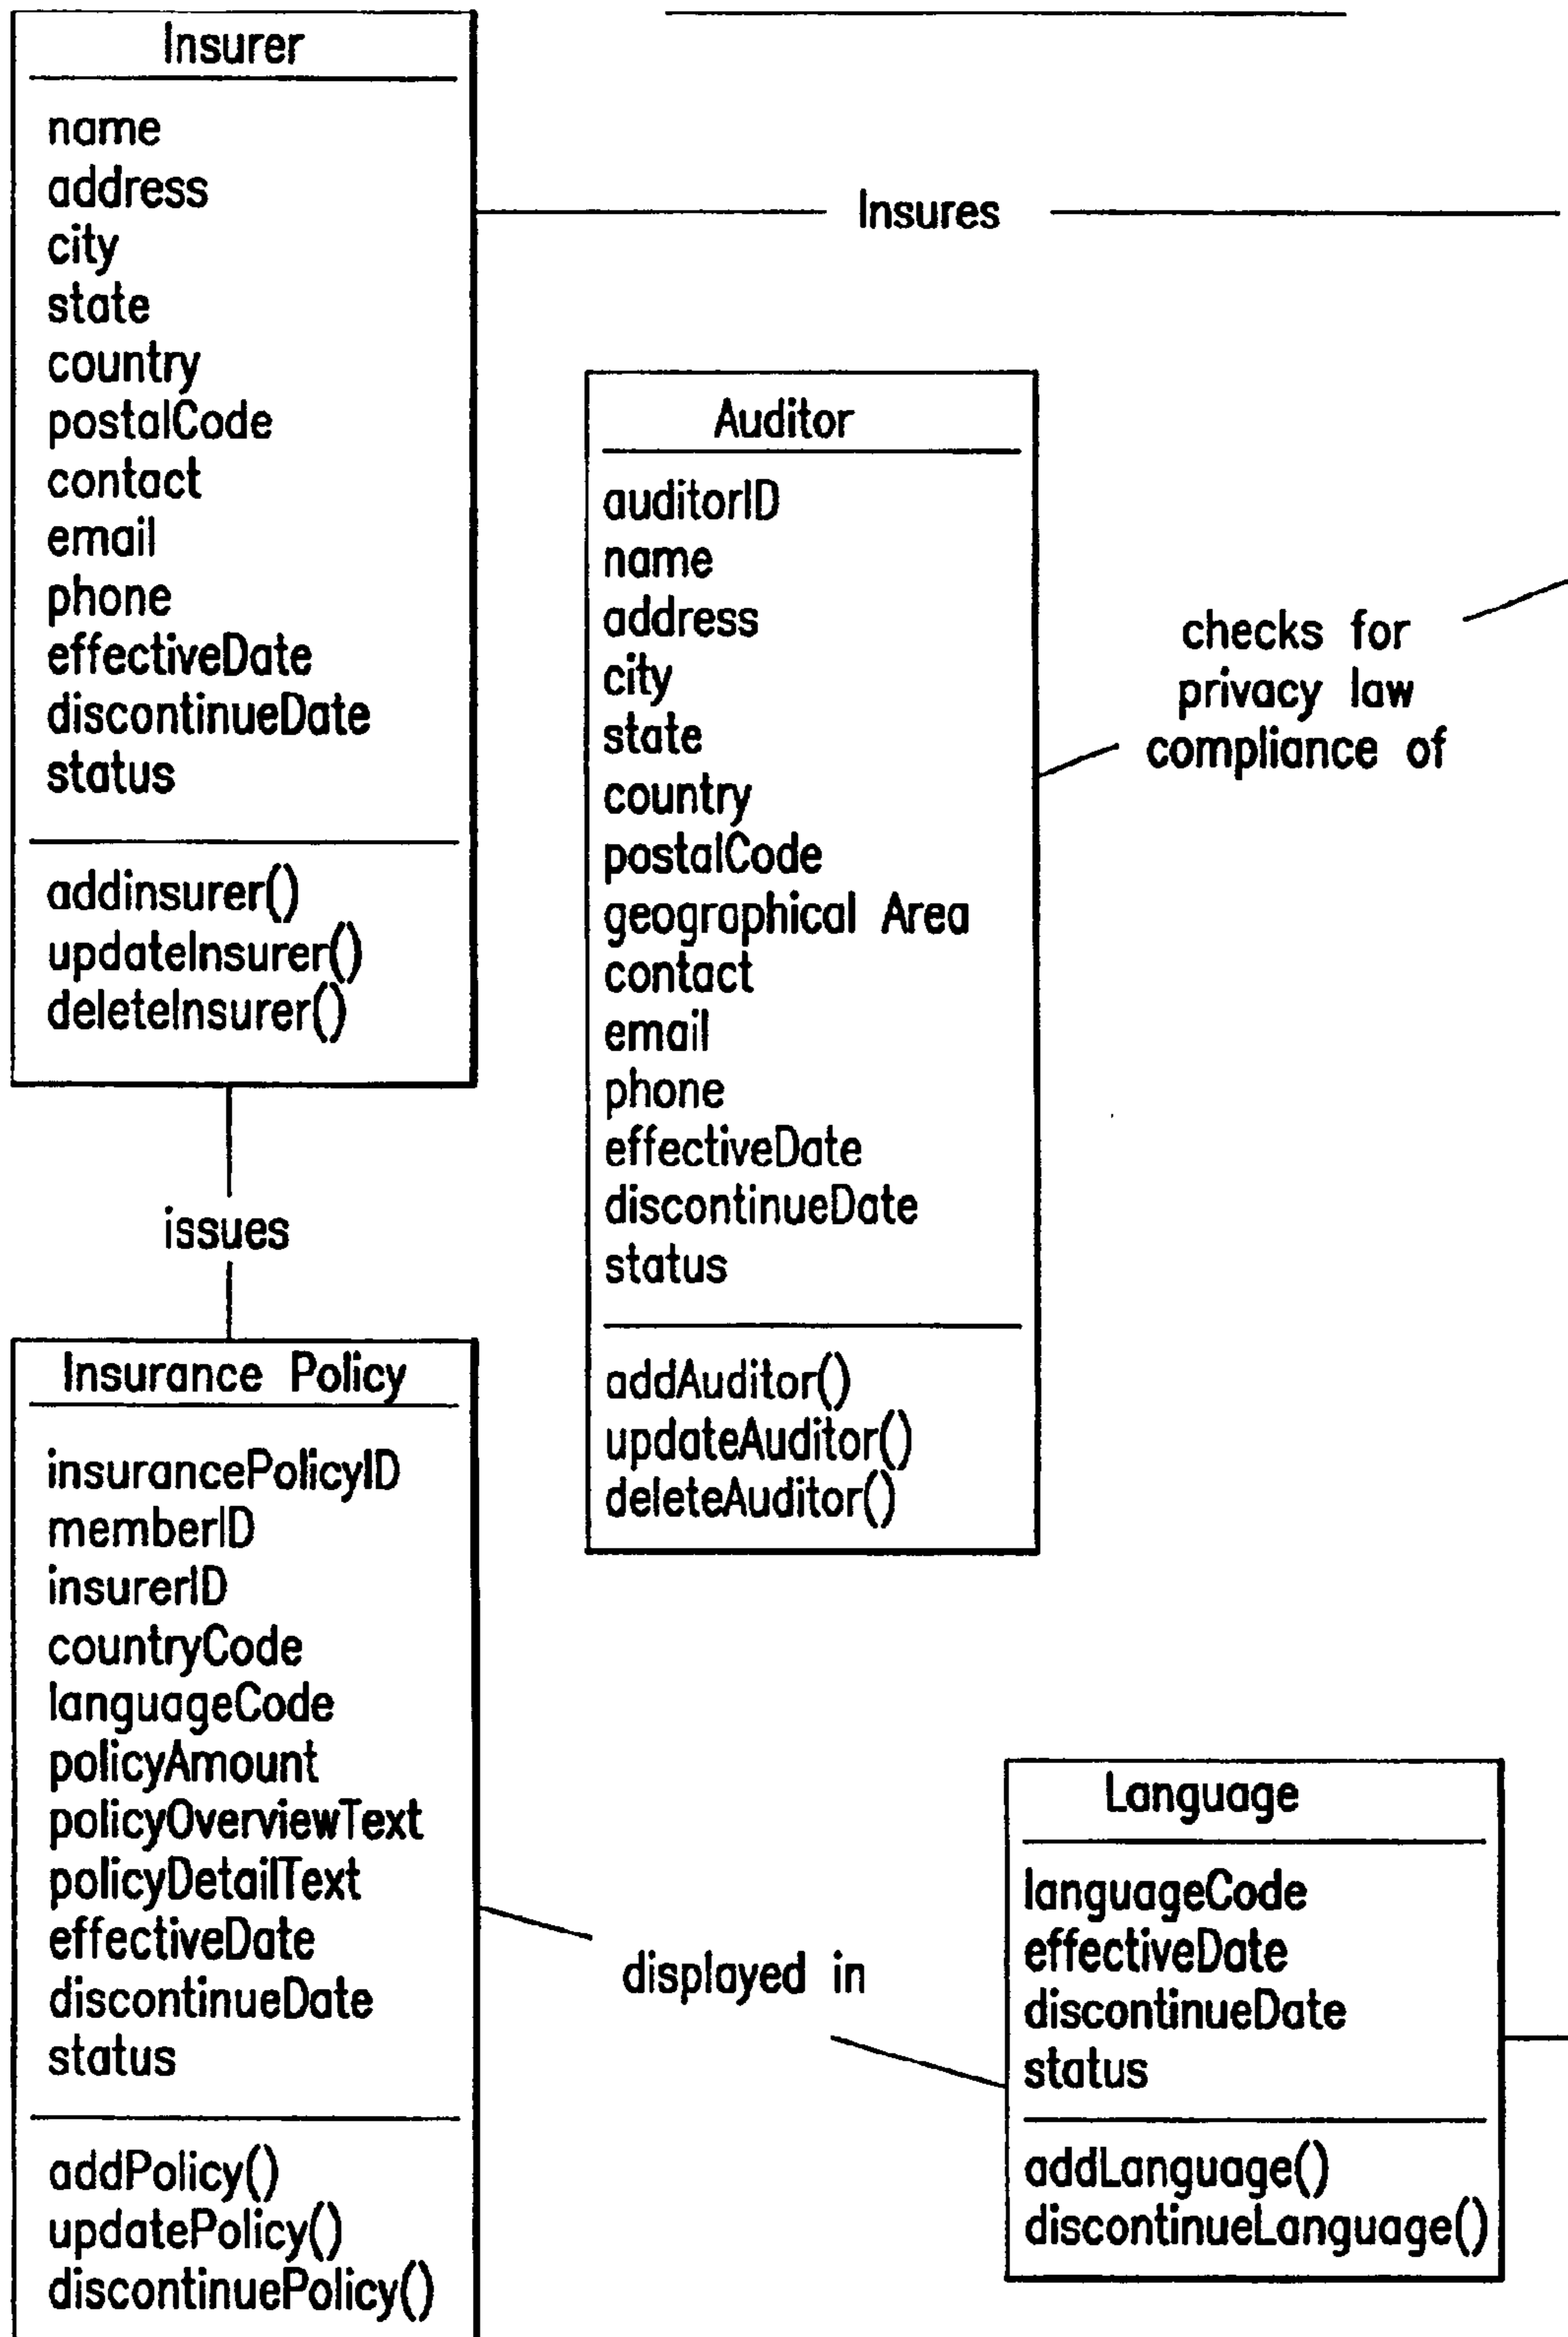 Insurer
name
address
city
state
country
postalCode
contact
email
phone
effectiveDate
discontinueDate
status
addinsurer()
updateInsurer()
deleteInsurer()
Insures
issues
Auditor
auditorID
name
address
city
state
country
postalCode
geographical Area
contact
email
phone
effectiveDate
discontinueDate
status
addAuditor()
updateAuditor()
deleteAuditor()
checks for
privacy law
compliance of
Insurance Policy
insurancePolicyID
memberID
insurerID
countryCode
languageCode
policyAmount
policyOverviewText
policyDetailText
effectiveDate
discontinueDate
status
addPolicy()
updatePolicy()
discontinuePolicy()
displayed in
Language
languageCode
effectiveDate
discontinueDate
status
addLanguage()
discontinueLanguage()